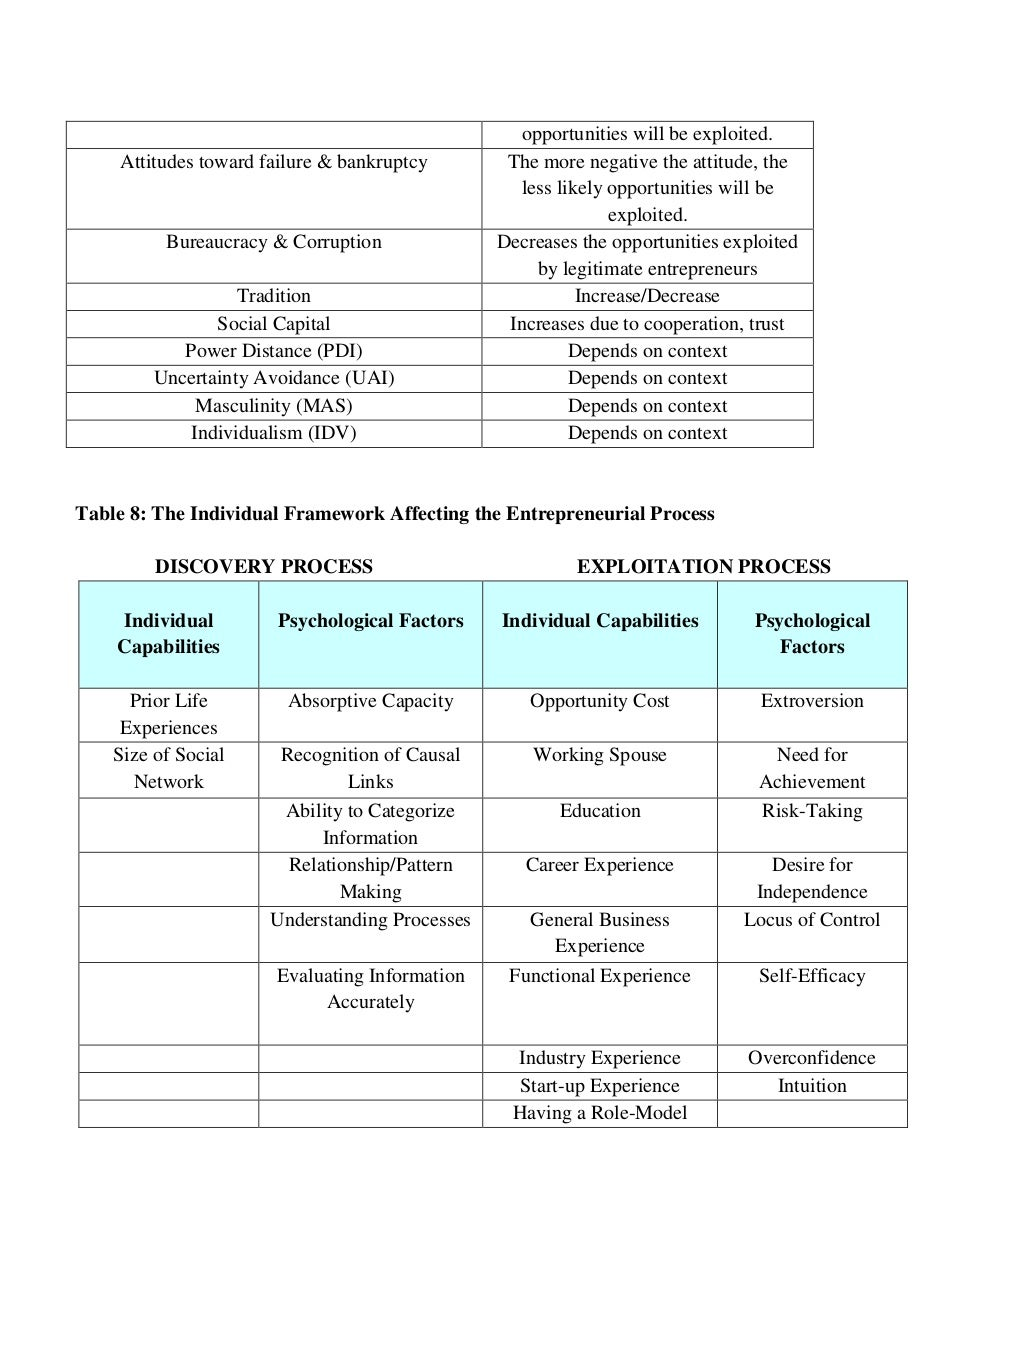 opportunities will be exploited.
Attitudes toward failure & bankruptcy
The more negative the attitude, the
less likely opportunities will be
exploited.
Bureaucracy & Corruption
Decreases the opportunities exploited
by legitimate entrepreneurs
Tradition
Increase/Decrease
Social Capital
Increases due to cooperation, trust
Power Distance (PDI)
Depends on context
Uncertainty Avoidance (UAI)
Depends on context
Masculinity (MAS)
Depends on context
Individualism (IDV)
Depends on context
Table 8: The Individual Framework Affecting the Entrepreneurial Process
DISCOVERY PROCESS
EXPLOITATION PROCESS
Individual
Capabilities
Psychological Factors
Individual Capabilities
Psychological
Factors
Prior Life
Experiences
Absorptive Capacity
Opportunity Cost
Extroversion
Size of Social
Network
Recognition of Causal
Links
Working Spouse
Need for
Achievement
Ability to Categorize
Information
Education
Risk-Taking
Relationship/Pattern
Making
Career Experience
Desire for
Independence
Understanding Processes
General Business
Experience
Locus of Control
Evaluating Information
Accurately
Functional Experience
Self-Efficacy
Industry Experience
Overconfidence
Start-up Experience
Intuition
Having a Role-Model